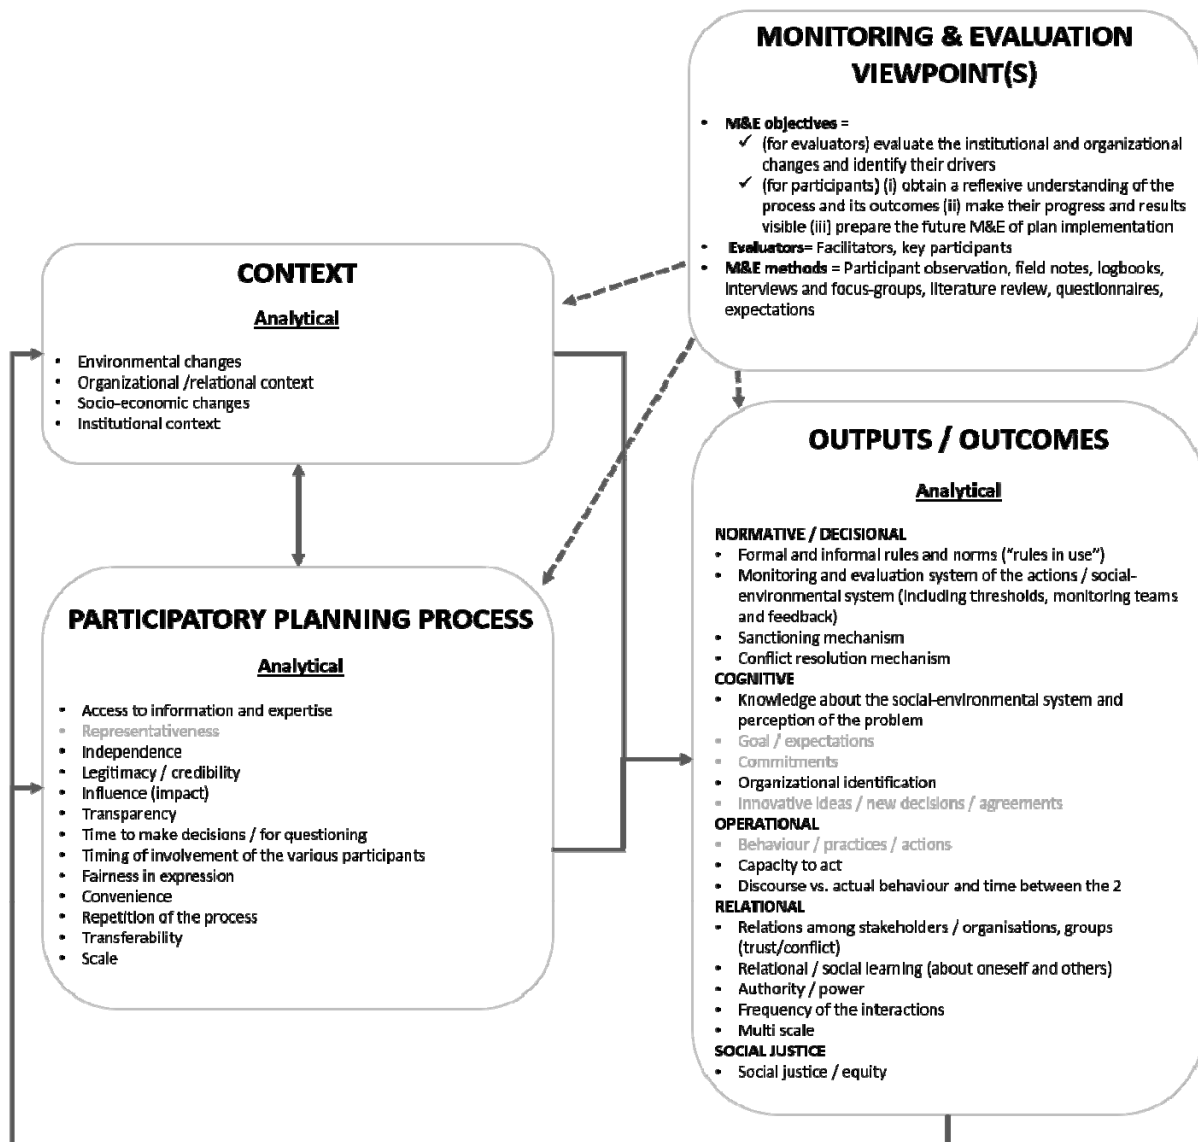 MONITORING & EVALUATION
VIEWPOINT(S)
• M&E objectives =
✓ (for evaluators) evaluate the institutional and organizational
changes and identify their drivers
✓ (for participants) (i) obtain a reflexive understanding of the
process and its outcomes (ii) make their progress and results
visible (iii) prepare the future M&E of plan implementation
• Evaluators= Facilitators, key participants
• M&E methods = Participant observation, field notes, logbooks,
interviews and focus-groups, literature review, questionnaires,
expectations
CONTEXT
Analytical
• Environmental changes
• Organizational /relational context
• Socio-economic changes
• Institutional context
PARTICIPATORY PLANNING PROCESS
Analytical
• Access to information and expertise
• Representativeness
• Independence
• Legitimacy / credibility
• Influence (impact)
• Transparency
• Time to make decisions / for questioning
• Timing of involvement of the various participants
• Fairness in expression
• Convenience
• Repetition of the process
• Transferability
• Scale
OUTPUTS / OUTCOMES
Analytical
NORMATIVE / DECISIONAL
• Formal and informal rules and norms (“rules in use”)
• Monitoring and evaluation system of the actions / social-
environmental system (including thresholds, monitoring teams
and feedback)
• Sanctioning mechanism
• Conflict resolution mechanism
COGNITIVE
• Knowledge about the social-environmental system and
perception of the problem
• Goal / expectations
• Commitments
• Organizational identification
• Innovative ideas / new decisions / agreements
OPERATIONAL
• Behaviour / practices / actions
• Capacity to act
• Discourse vs. actual behaviour and time between the 2
RELATIONAL
• Relations among stakeholders / organisations, groups
(trust/conflict)
• Relational / social learning (about oneself and others)
• Authority / power
• Frequency of the interactions
• Multi scale
SOCIAL JUSTICE
• Social justice / equity